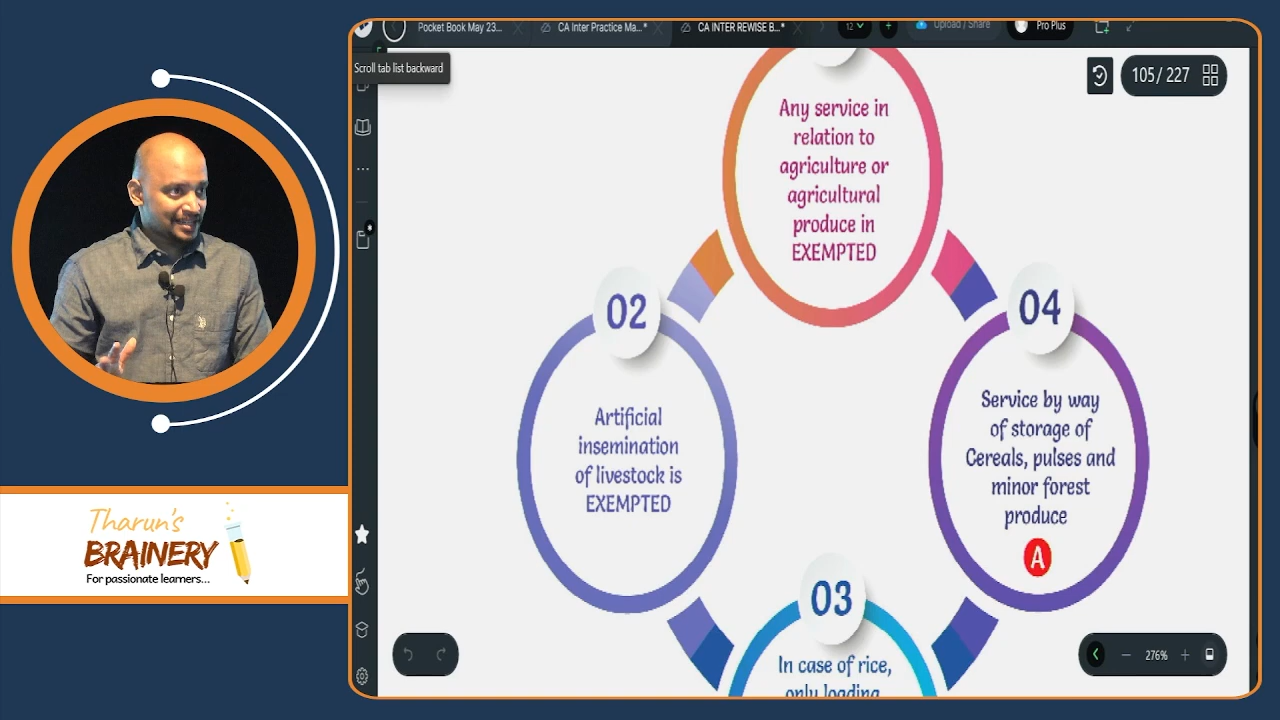 Pocket Book May 23...
CA Inter Practice Ma...*
CA INTER REWISE B...*
12
Upload / Share
Pro Plus
Scroll tab list backward
105 / 227
Any service in
relation to
agriculture or
agricultural
produce in
EXEMPTED
02
Artificial
insemination
of livestock is
EXEMPTED
04
Service by way
of storage of
Cereals, pulses and
minor forest
produce
A
03
In case of rice,
only loading
276%
Tharun's
BRAINERY
For passionate learners...